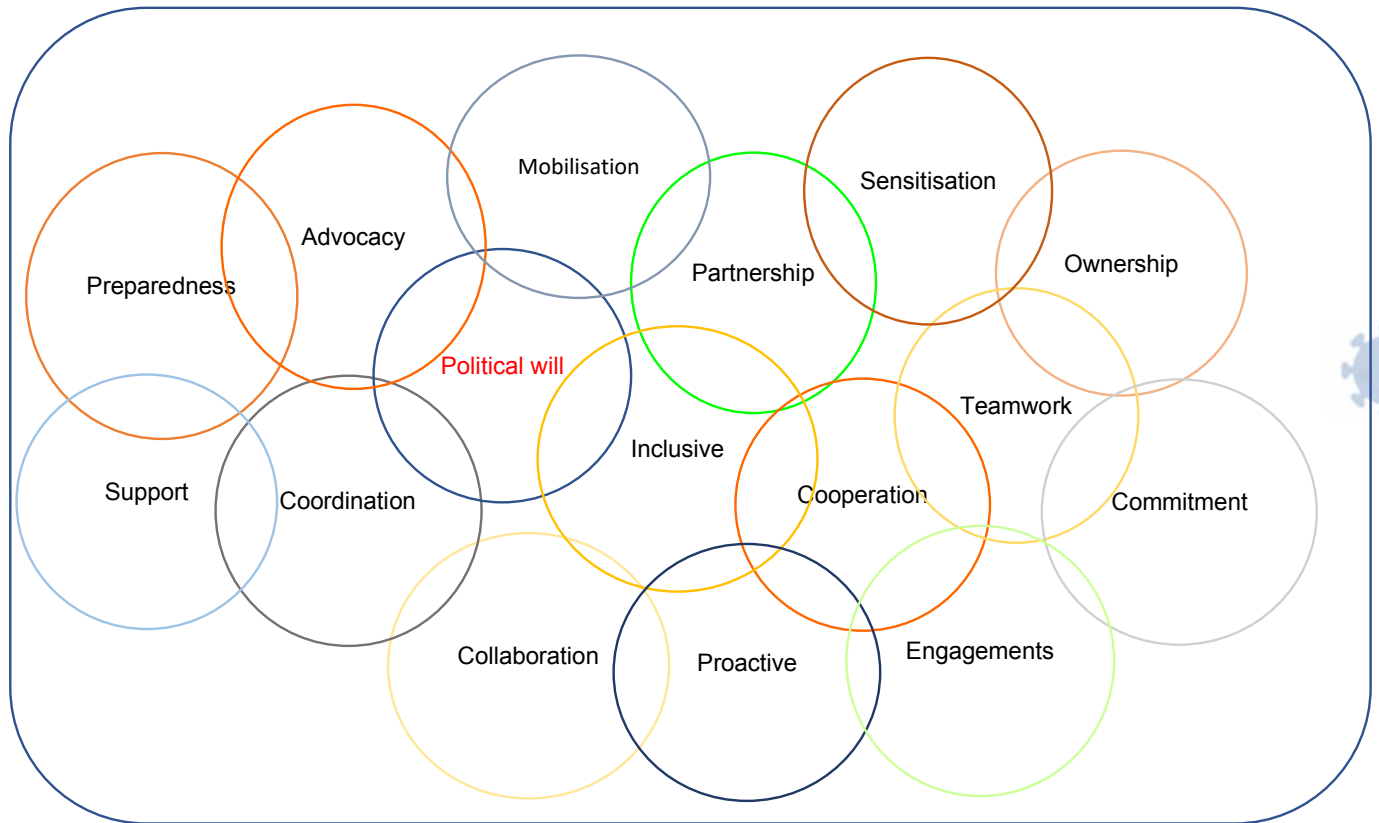 Mobilisation
Sensitisation
Advocacy
Partnership
Ownership
Preparedness
Political will
Teamwork
Inclusive
Support
Coordination
Cooperation
Commitment
Collaboration
Proactive
Engagements